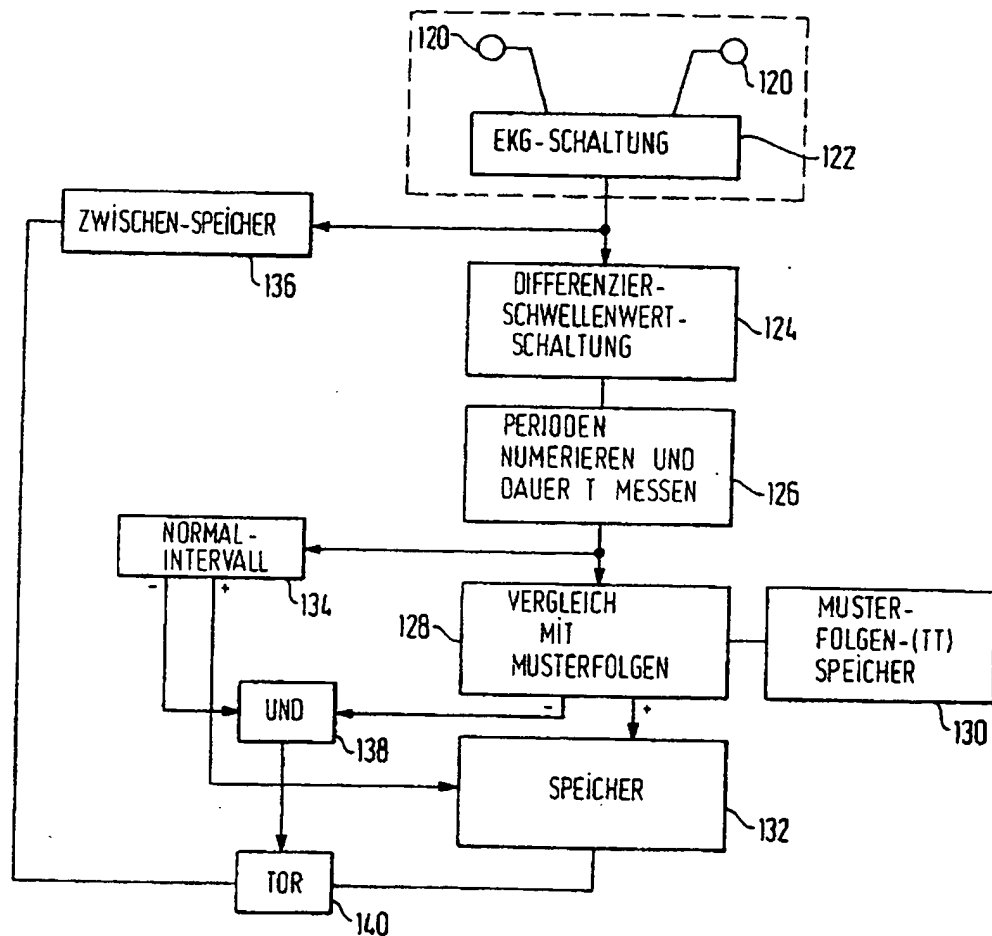 120
120
EKG-SCHALTUNG
122
ZWISCHEN-SPEICHER
136
DIFFERENZIER-
SCHWELLENWERT-
SCHALTUNG
124
PERIODEN
NUMERIEREN UND
DAUER T MESSEN
126
NORMAL-
INTERVALL
- +
134
VERGLEICH
MIT
MUSTERFOLGEN
128
- +
MUSTER-
FOLGEN-(TT)
SPEICHER
130
UND
138
SPEICHER
132
TOR
140